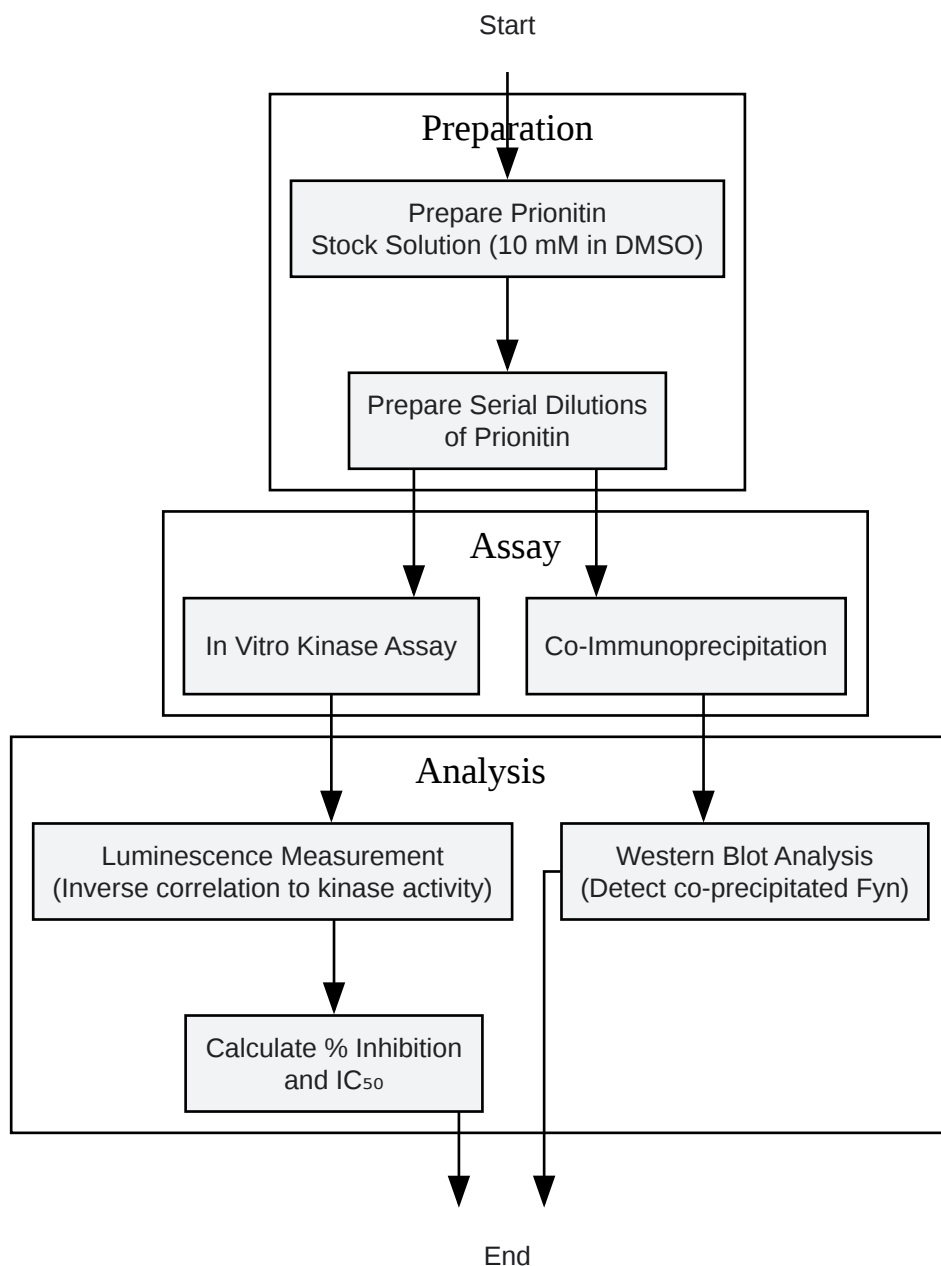 Start
Preparation
Prepare Prionitin
Stock Solution (10 mM in DMSO)
Prepare Serial Dilutions
of Prionitin
Assay
In Vitro Kinase Assay
Co-Immunoprecipitation
Analysis
Luminescence Measurement
(Inverse correlation to kinase activity)
Western Blot Analysis
(Detect co-precipitated Fyn)
Calculate % Inhibition
and IC₅₀
End